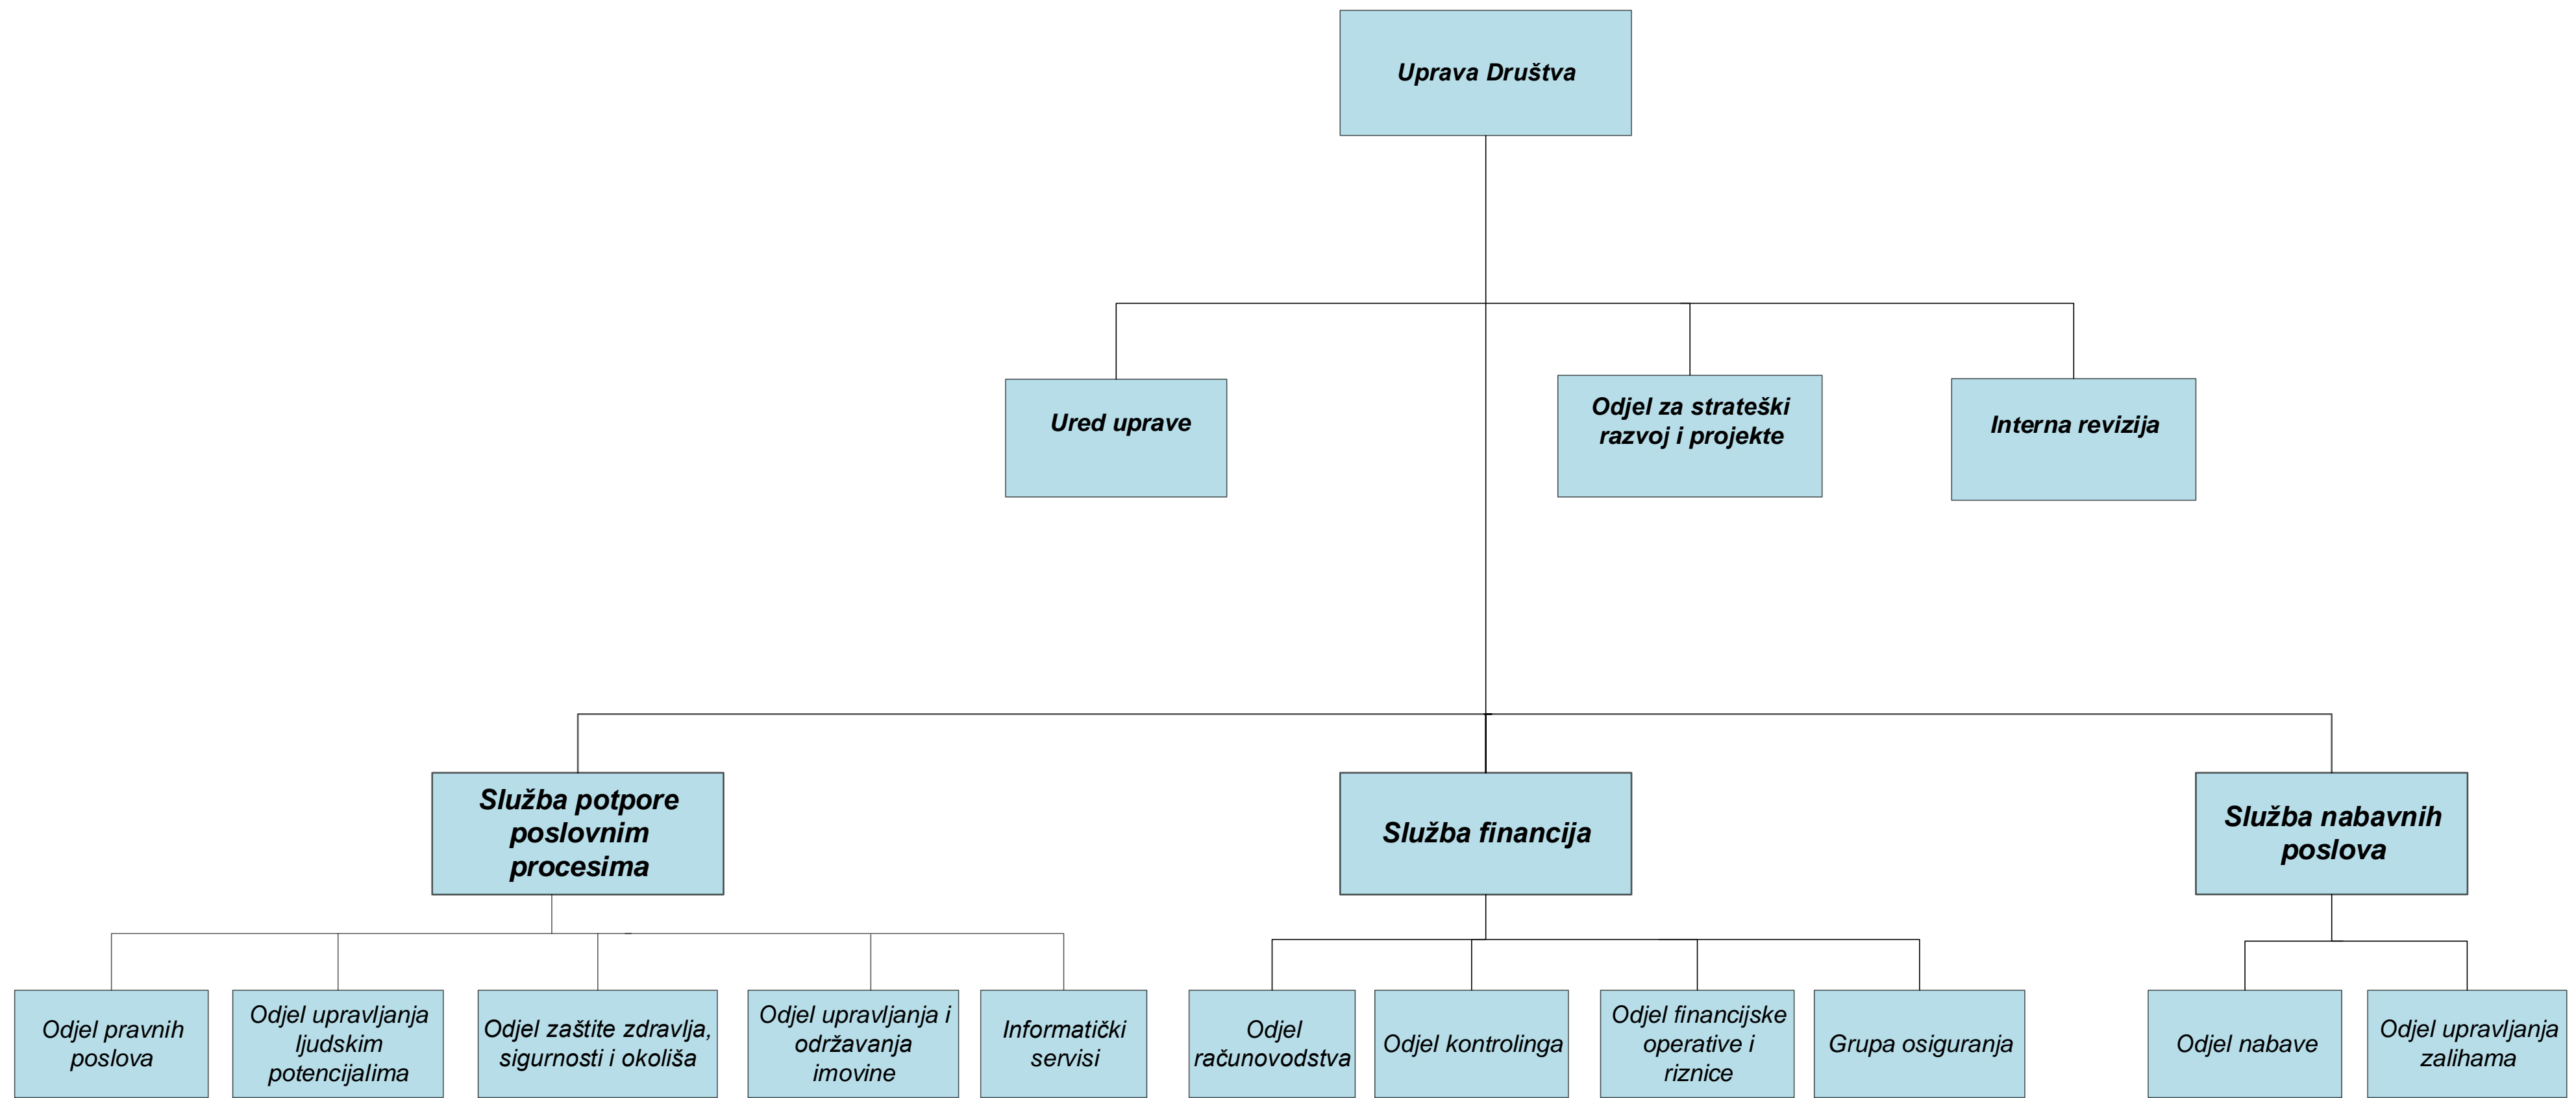 Uprava Društva
Ured uprave
Odjel za strateški
razvoj i projekte
Interna revizija
Služba potpore
poslovnim
procesima
Služba financija
Služba nabavnih
poslova
Odjel pravnih
poslova
Odjel upravljanja
ljudskim
potencijalima
Odjel zaštite zdravlja,
sigurnosti i okoliša
Odjel upravljanja i
održavanja
imovine
Informatički
servisi
Odjel
računovodstva
Odjel kontrolinga
Odjel financijske
operative i
riznice
Grupa osiguranja
Odjel nabave
Odjel upravljanja
zalihama